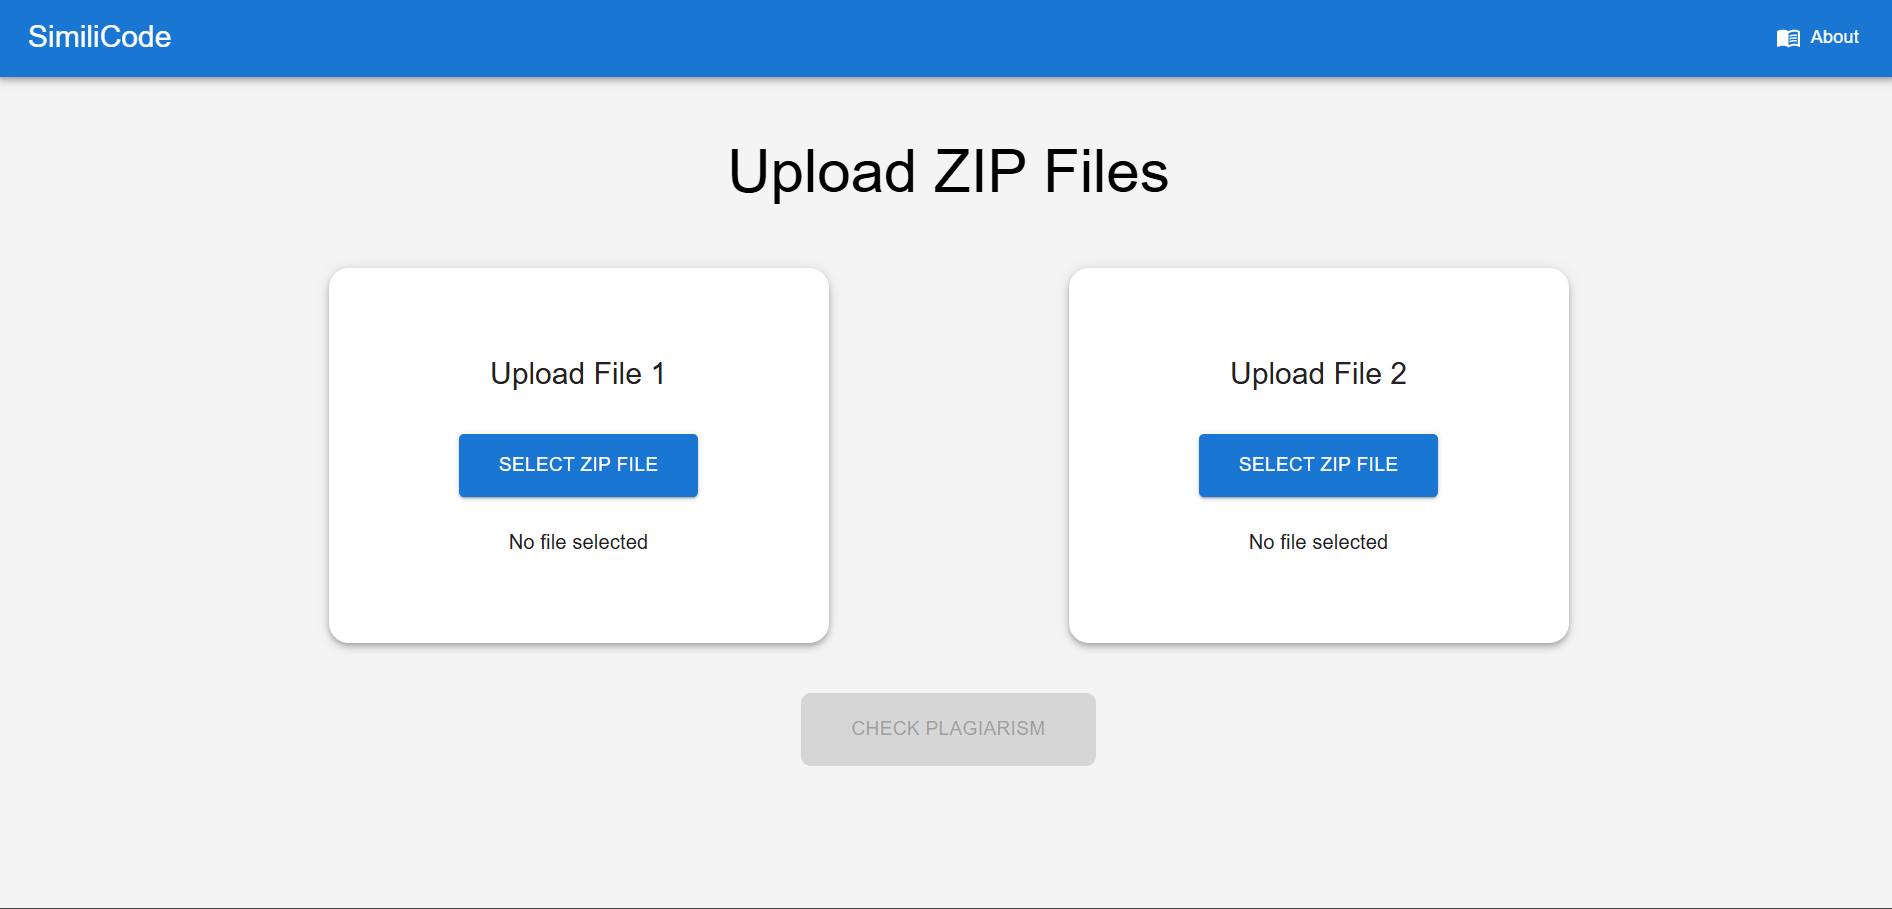 SimiliCode
About
Upload ZIP Files
Upload File 1
SELECT ZIP FILE
No file selected
Upload File 2
SELECT ZIP FILE
No file selected
CHECK PLAGIARISM